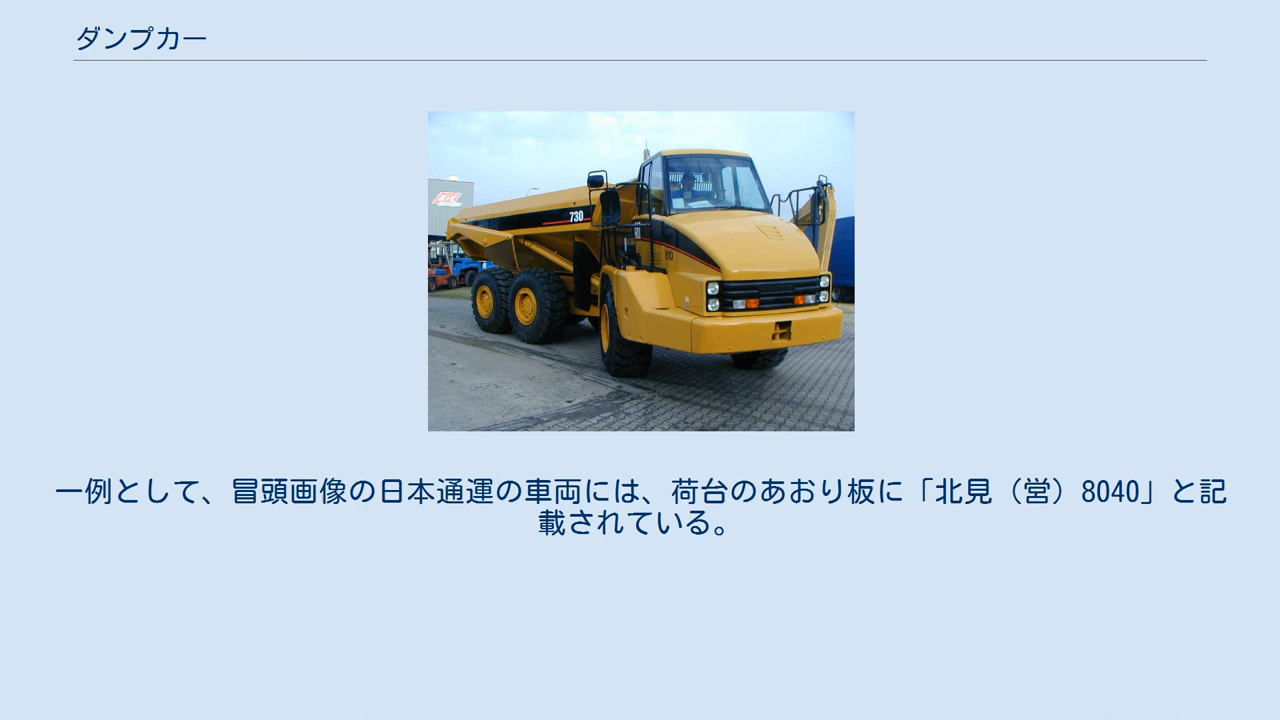 ダンプカー
730
一例として、冒頭画像の日本通運の車両には、荷台のあおり板に「北見（営）8040」と記
載されている。